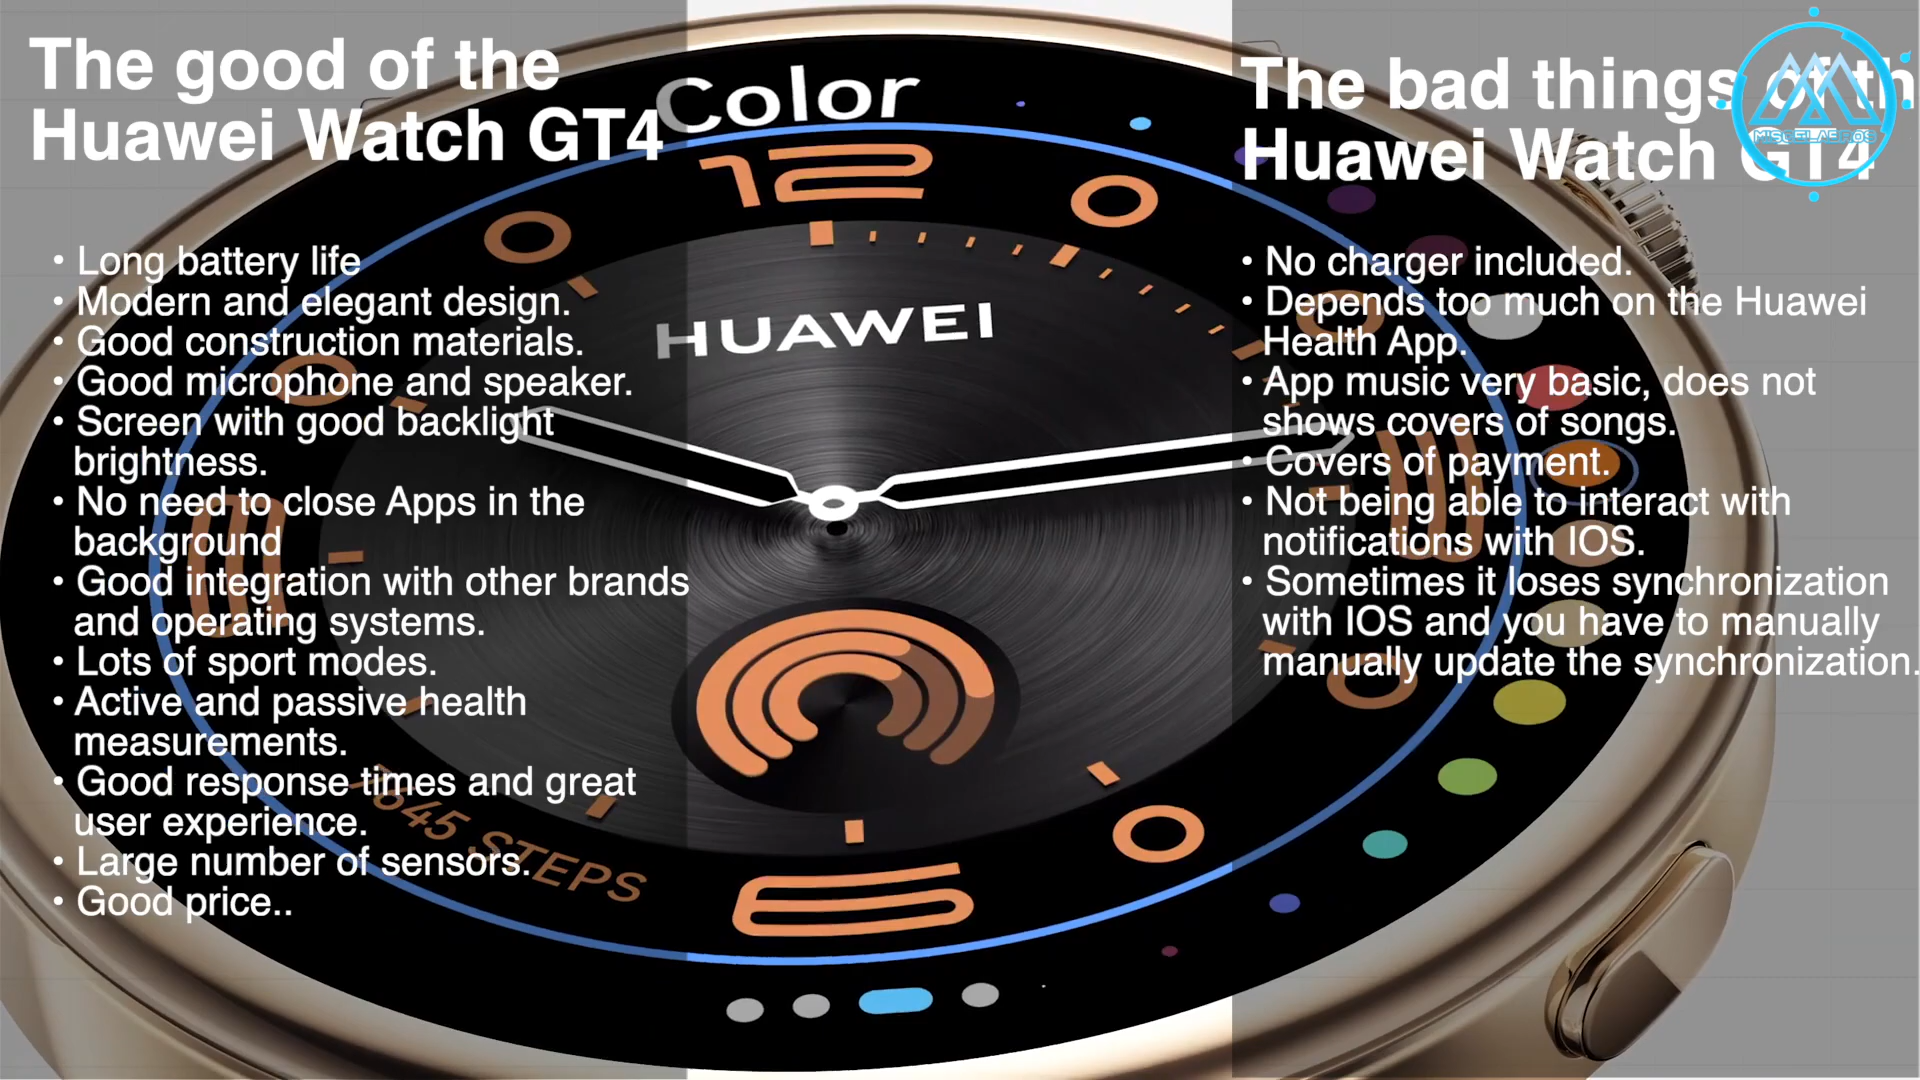 The good of the
Huawei Watch GT4
• Long battery life
• Modern and elegant design.
• Good construction materials.
• Good microphone and speaker.
• Screen with good backlight
brightness.
• No need to close Apps in the
background
• Good integration with other brands
and operating systems.
• Lots of sport modes.
• Active and passive health
measurements.
• Good response times and great
user experience.
• Large number of sensors.
• Good price..
Color
12
HUAWEI
6
7645 STEPS
The bad things of th
Huawei Watch GT4
MISCELAEROS
• No charger included.
• Depends too much on the Huawei
Health App.
• App music very basic, does not
shows covers of songs.
• Covers of payment.
• Not being able to interact with
notifications with IOS.
• Sometimes it loses synchronization
with IOS and you have to manually
manually update the synchronization.